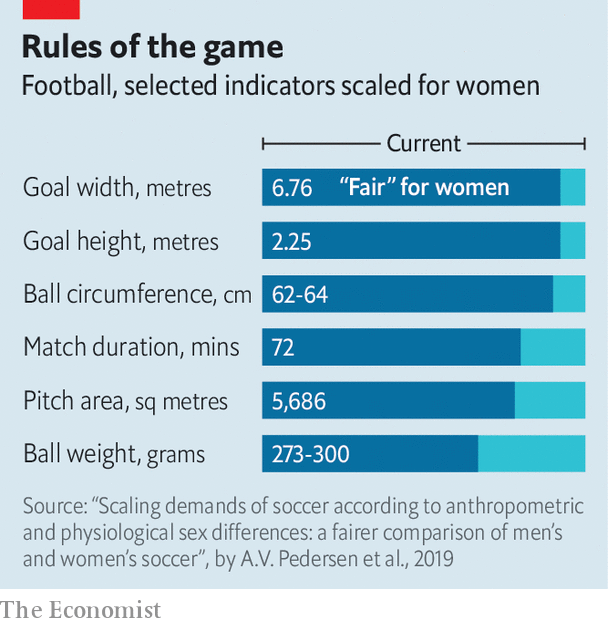 Rules of the game
Football, selected indicators scaled for women
Current
Goal width, metres 6.76 “Fair” for women
Goal height, metres 2.25
Ball circumference, cm 62-64
Match duration, mins 72
Pitch area, sq metres 5,686
Ball weight, grams 273-300
Source: “Scaling demands of soccer according to anthropometric
and physiological sex differences: a fairer comparison of men’s
and women’s soccer”, by A.V. Pedersen et al., 2019
The Economist